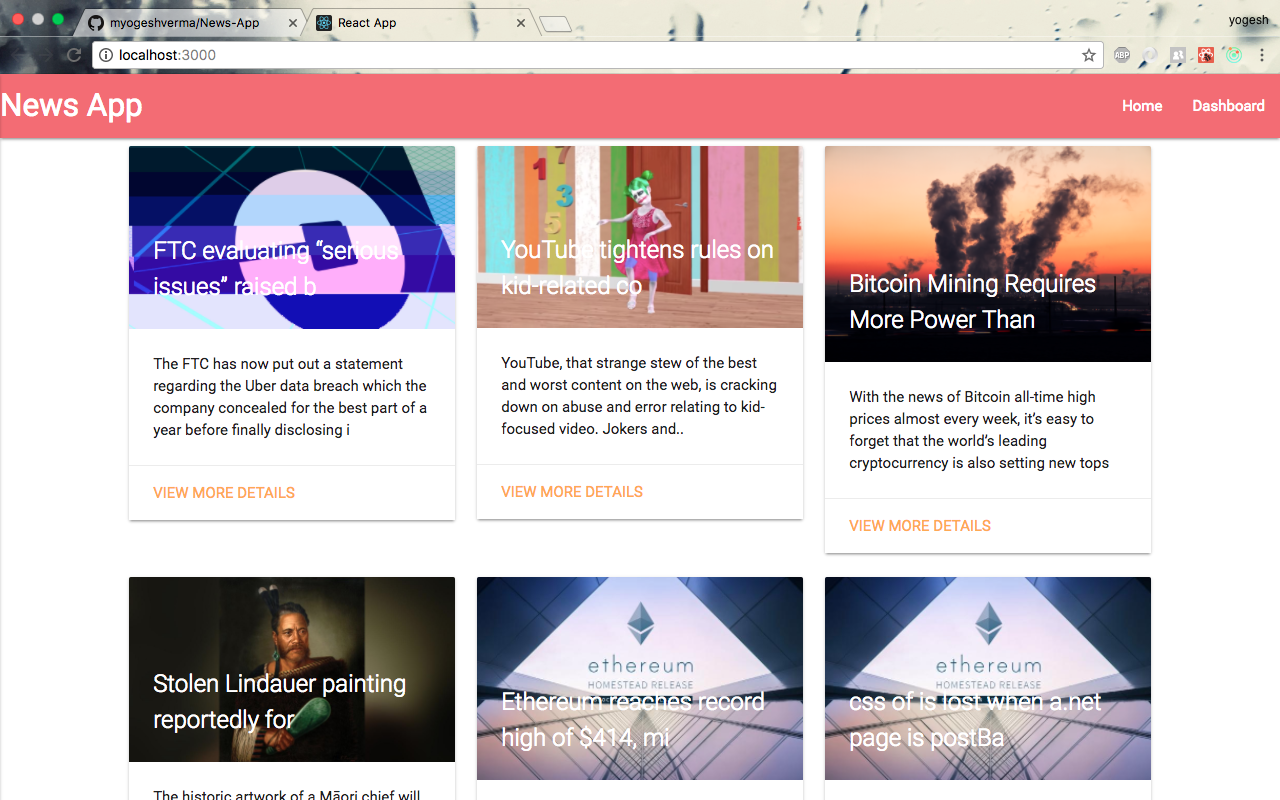 myogeshverma/News-App
React App
yogesh
localhost:3000
ABP
News App
Home
Dashboard
1
7
3
5
FTC evaluating “serious
issues” raised b
YouTube tightens rules on
kid-related co
Bitcoin Mining Requires
More Power Than
The FTC has now put out a statement
regarding the Uber data breach which the
company concealed for the best part of a
year before finally disclosing i
YouTube, that strange stew of the best
and worst content on the web, is cracking
down on abuse and error relating to kid-
focused video. Jokers and..
With the news of Bitcoin all-time high
prices almost every week, it’s easy to
forget that the world’s leading
cryptocurrency is also setting new tops
VIEW MORE DETAILS
VIEW MORE DETAILS
VIEW MORE DETAILS
Stolen Lindauer painting
reportedly for
ethereum
HOMESTEAD RELEASE
Ethereum reaches record
high of $414, mi
ethereum
HOMESTEAD RELEASE
css of is lost when a.net
page is postBa
The historic artwork of a Māori chief will